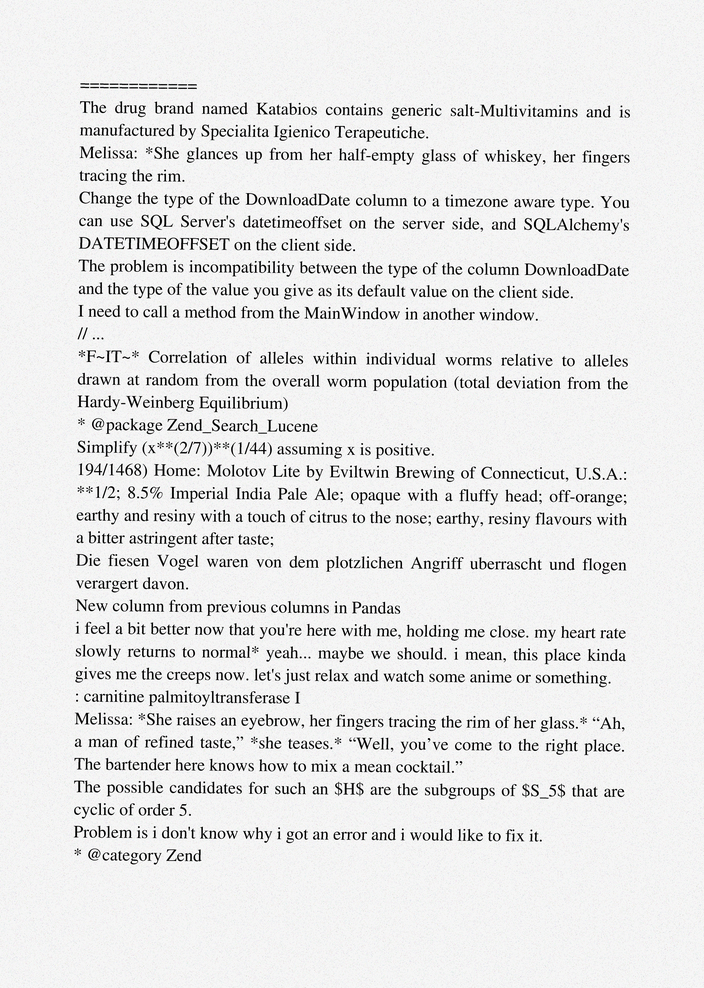 ============
The drug brand named Katabios contains generic salt-Multivitamins and is
manufactured by Specialita Igienico Terapeutiche.
Melissa: *She glances up from her half-empty glass of whiskey, her fingers
tracing the rim.
Change the type of the DownloadDate column to a timezone aware type. You
can use SQL Server's datetimeoffset on the server side, and SQLAlchemy's
DATETIMEOFFSET on the client side.
The problem is incompatibility between the type of the column DownloadDate
and the type of the value you give as its default value on the client side.
I need to call a method from the MainWindow in another window.
// ...
*F~IT~* Correlation of alleles within individual worms relative to alleles
drawn at random from the overall worm population (total deviation from the
Hardy-Weinberg Equilibrium)
* @package Zend_Search_Lucene
Simplify (x**(2/7))**(1/44) assuming x is positive.
194/1468) Home: Molotov Lite by Eviltwin Brewing of Connecticut, U.S.A.:
**1/2; 8.5% Imperial India Pale Ale; opaque with a fluffy head; off-orange;
earthy and resiny with a touch of citrus to the nose; earthy, resiny flavours with
a bitter astringent after taste;
Die fiesen Vogel waren von dem plotzlichen Angriff uberrascht und flogen
verargert davon.
New column from previous columns in Pandas
i feel a bit better now that you're here with me, holding me close. my heart rate
slowly returns to normal* yeah... maybe we should. i mean, this place kinda
gives me the creeps now. let's just relax and watch some anime or something.
: carnitine palmitoyltransferase I
Melissa: *She raises an eyebrow, her fingers tracing the rim of her glass.* “Ah,
a man of refined taste,” *she teases.* “Well, you’ve come to the right place.
The bartender here knows how to mix a mean cocktail.”
The possible candidates for such an $H$ are the subgroups of $S_5$ that are
cyclic of order 5.
Problem is i don't know why i got an error and i would like to fix it.
* @category Zend